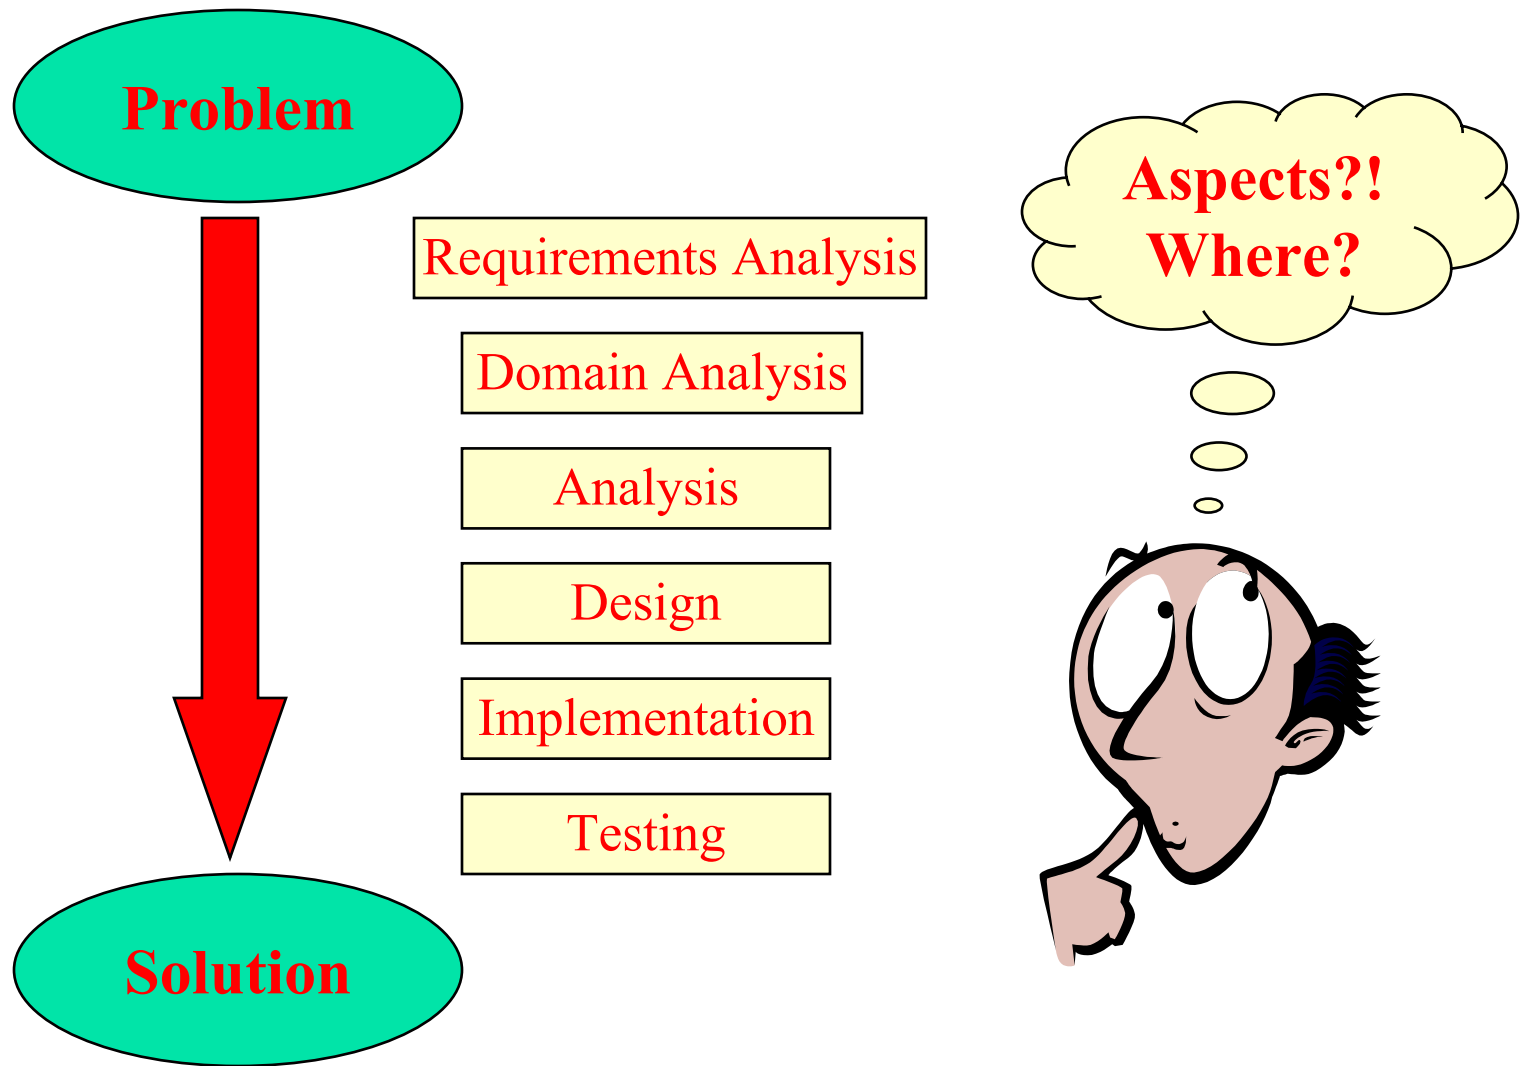 Problem
Aspects?!
Where?
Requirements Analysis
Domain Analysis
Analysis
Design
Implementation
Testing
Solution